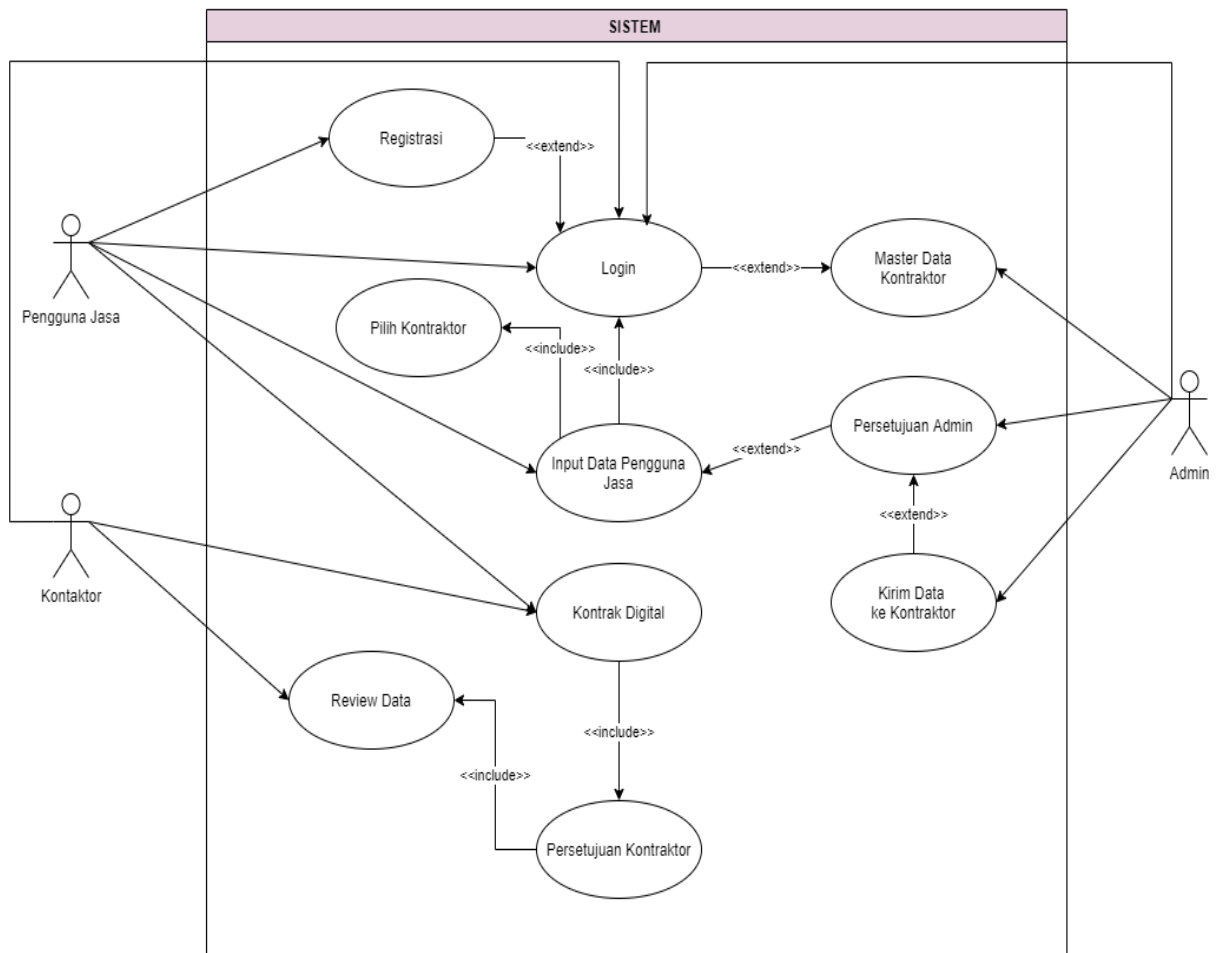 SISTEM
Registrasi
<<extend>>
Login
<<extend>>
Master Data
Kontraktor
Pengguna Jasa
Pilih Kontraktor
<<include>>
<<include>>
Persetujuan Admin
<<extend>>
Input Data Pengguna
Jasa
Admin
<<extend>>
Kontaktor
Kontrak Digital
Kirim Data
ke Kontraktor
Review Data
<<include>>
<<include>>
Persetujuan Kontraktor